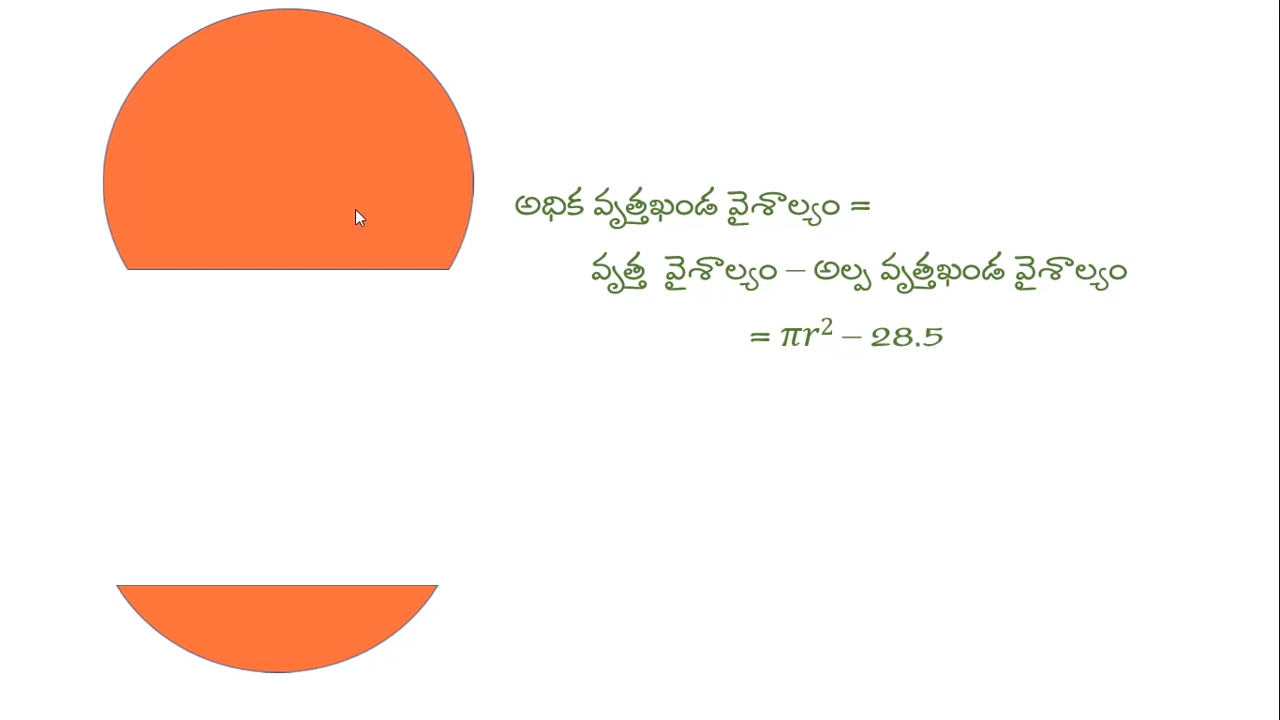 అధిక వృత్తఖండ వైశాల్యం =
వృత్త వైశాల్యం – అల్ప వృత్తఖండ వైశాల్యం
= πr² – 28.5